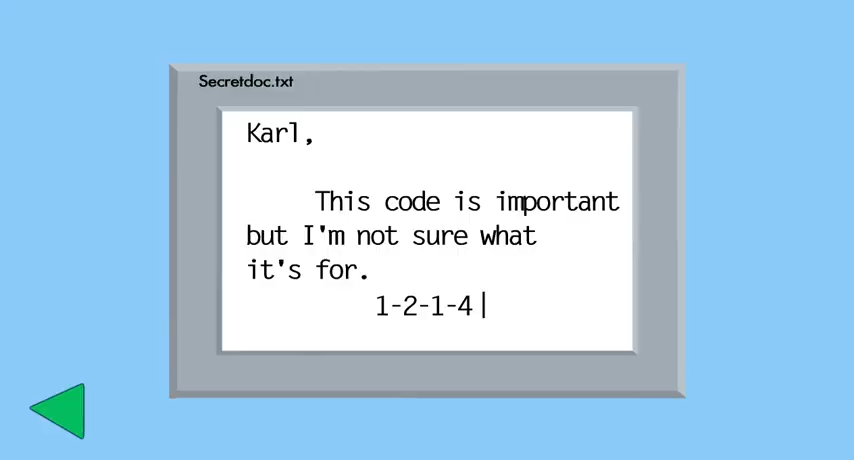 Secretdoc.txt
Karl,
This code is important
but I'm not sure what
it's for.
1-2-1-4